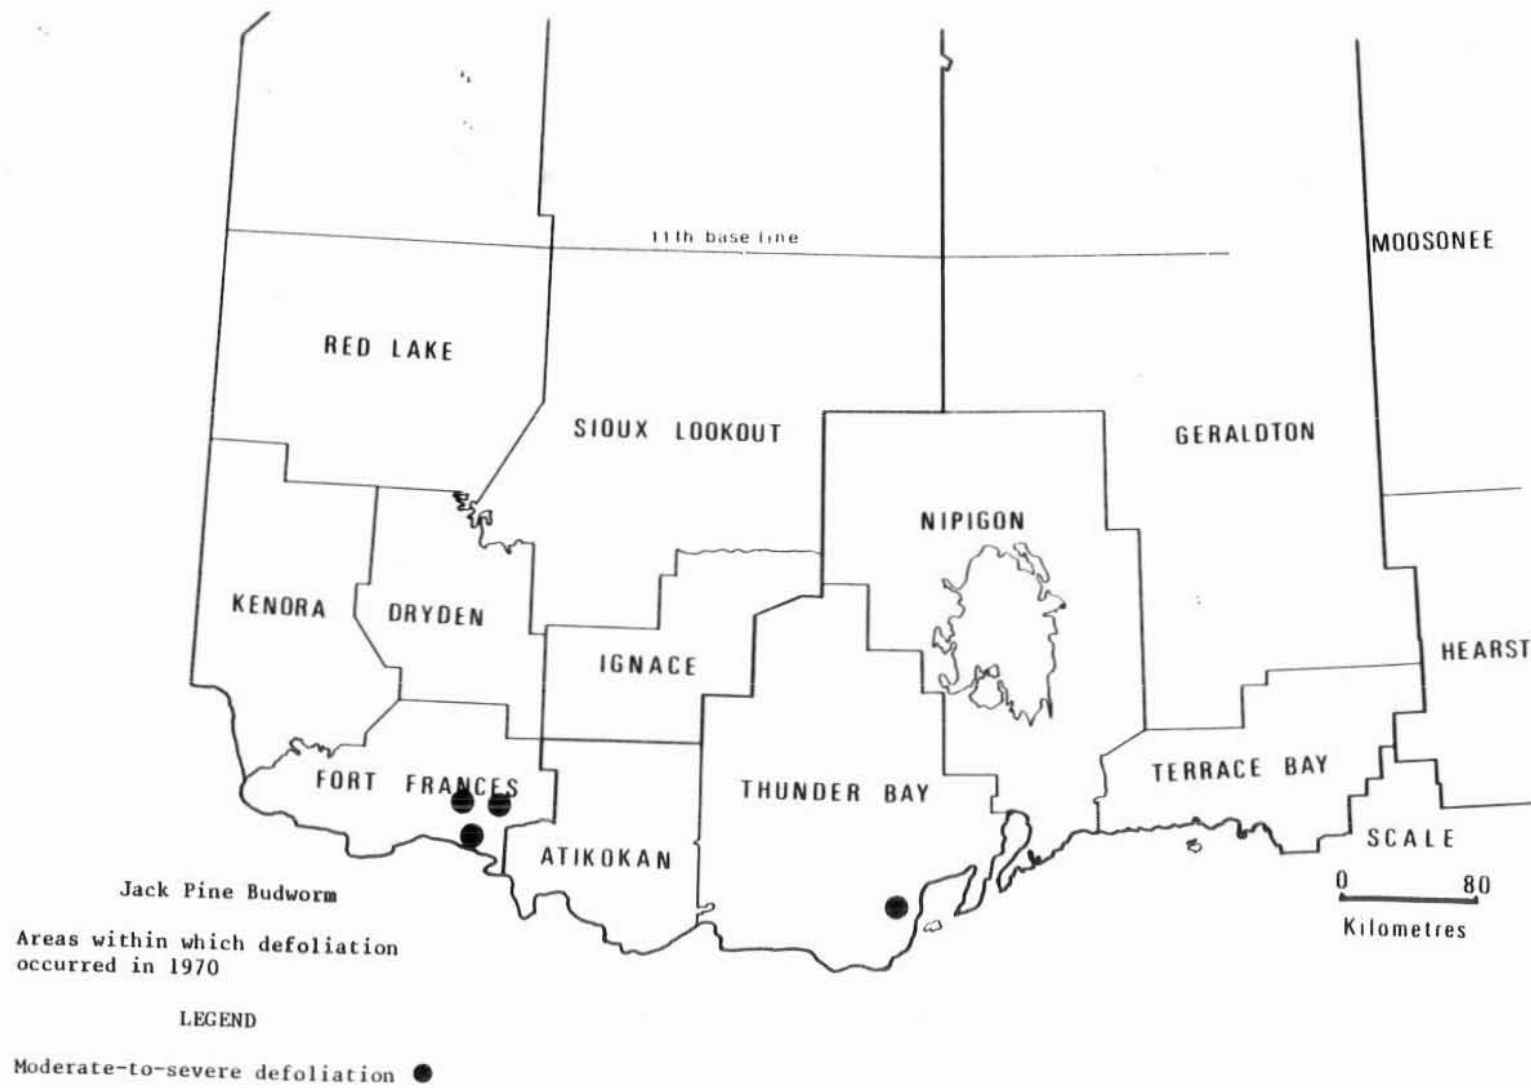 11th base line
MOOSONEE
RED LAKE
SIOUX LOOKOUT
GERALDTON
NIPIGON
KENORA
DRYDEN
IGNACE
HEARST
FORT FRANCES
THUNDER BAY
TERRACE BAY
ATIKOKAN
SCALE
0 80
Kilometres
Jack Pine Budworm
Areas within which defoliation
occurred in 1970
LEGEND
Moderate-to-severe defoliation